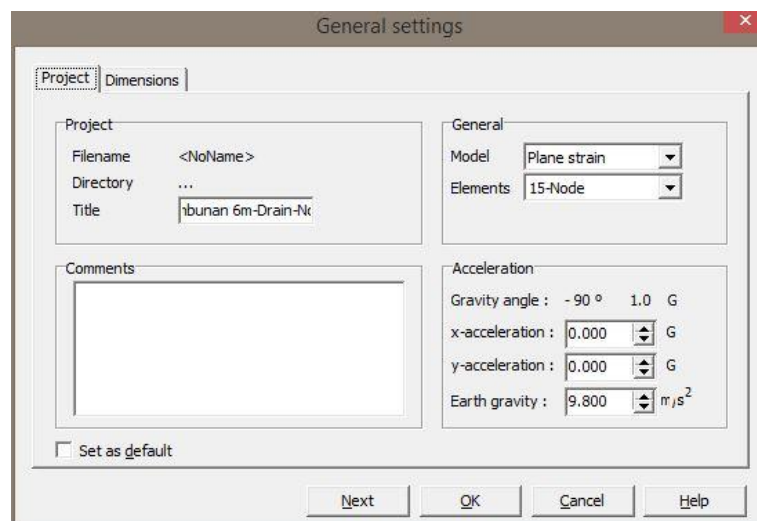 General settings
Project Dimensions
Project
Filename <NoName>
Directory ...
Title 6m-Drain-
Comments
Set as default
General
Model Plane strain
Elements 15-Node
Acceleration
Gravity angle : - 90 º 1.0 G
x-acceleration : 0.000 G
y-acceleration : 0.000 G
Earth gravity : 9.800 m/s²
Next OK Cancel Help